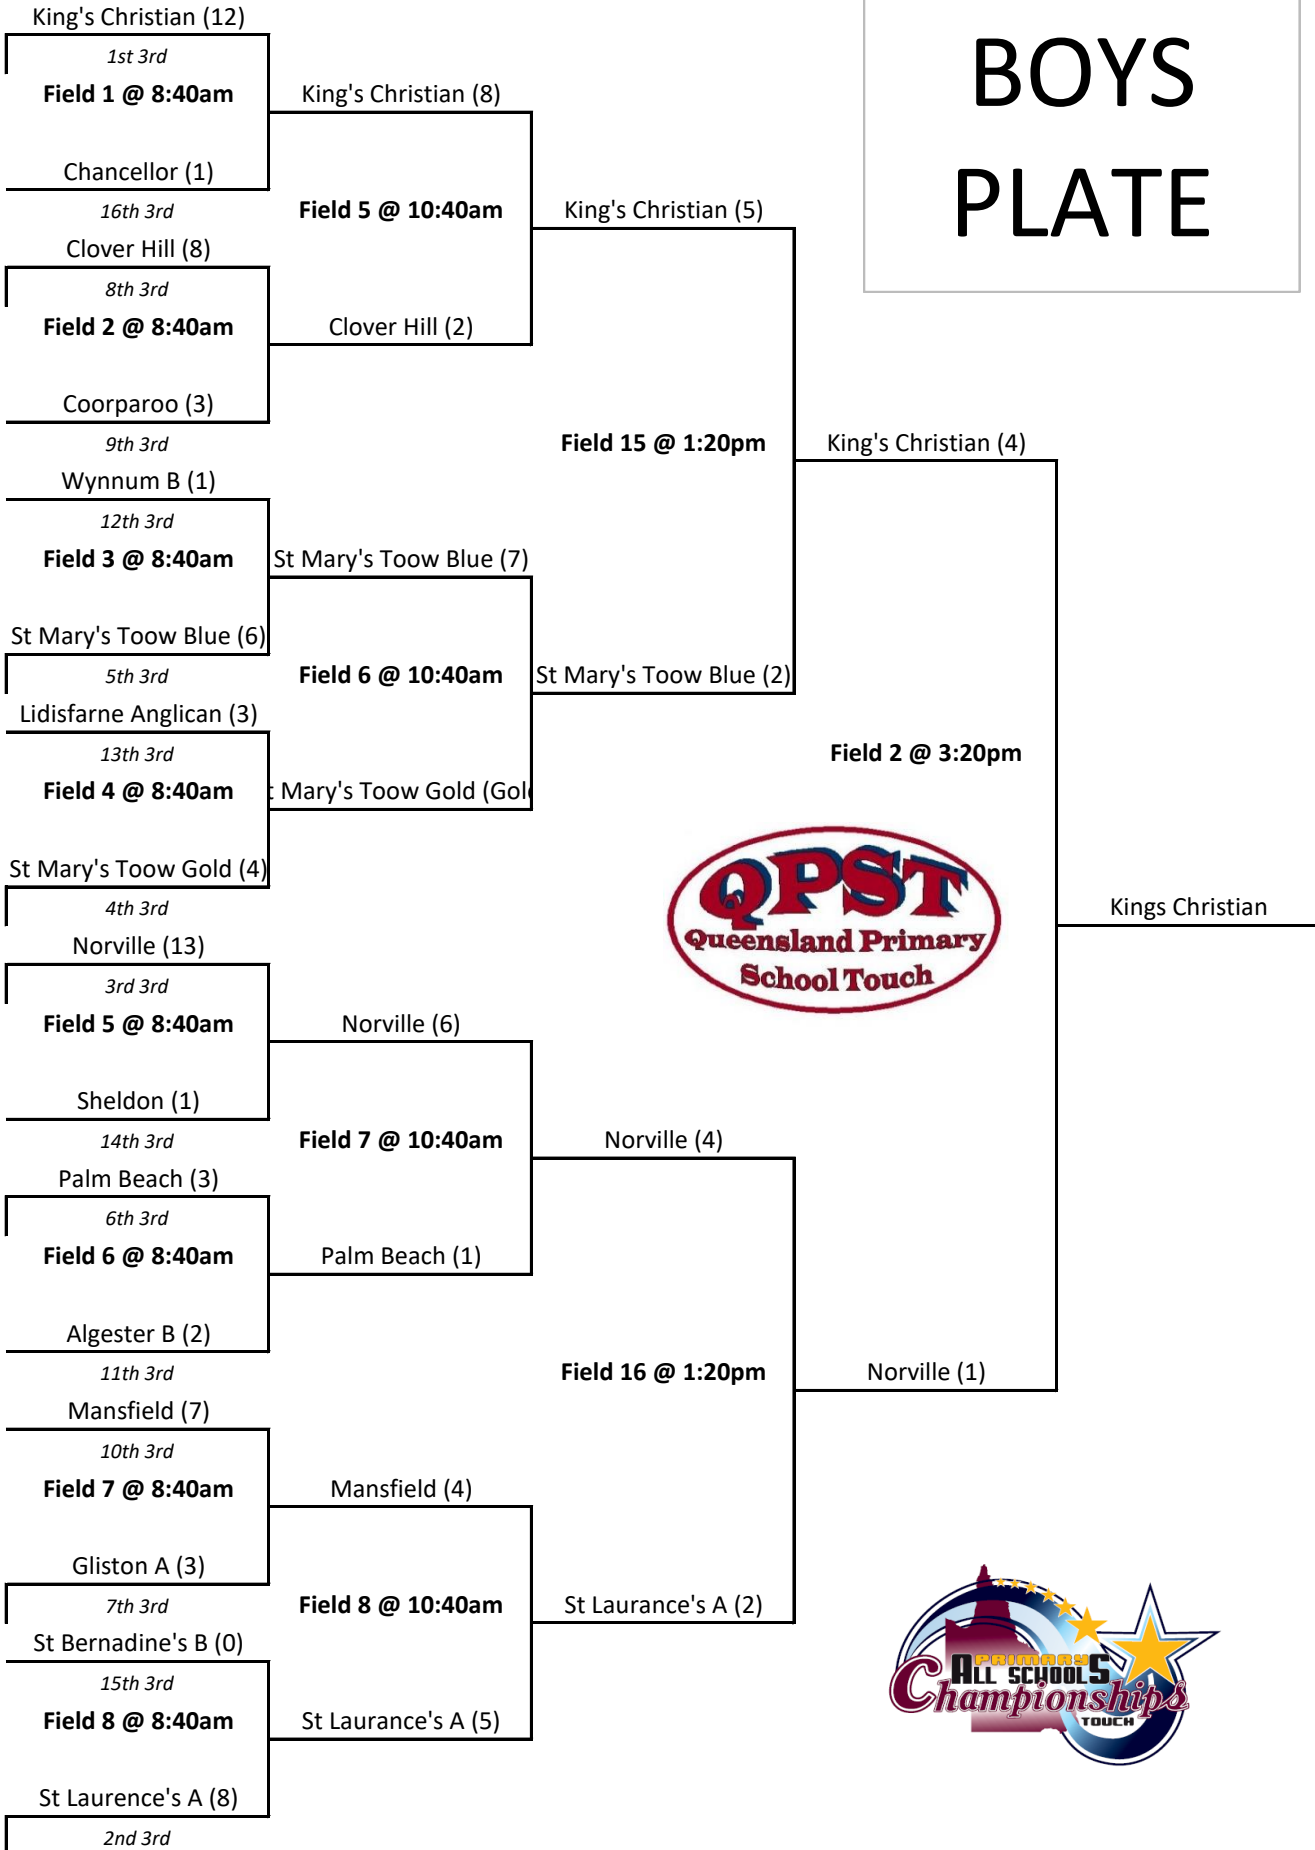 BOYS
PLATE
King's Christian (12)
1st 3rd
Field 1 @ 8:40am
King's Christian (8)
Chancellor (1)
16th 3rd
Field 5 @ 10:40am
King's Christian (5)
Clover Hill (8)
8th 3rd
Field 2 @ 8:40am
Clover Hill (2)
Coorparoo (3)
9th 3rd
Field 15 @ 1:20pm
King's Christian (4)
Wynnum B (1)
12th 3rd
Field 3 @ 8:40am
St Mary's Toow Blue (7)
St Mary's Toow Blue (6)
5th 3rd
Field 6 @ 10:40am
St Mary's Toow Blue (2)
Lidisfarne Anglican (3)
13th 3rd
Field 2 @ 3:20pm
Field 4 @ 8:40am
t Mary's Toow Gold (Gol
St Mary's Toow Gold (4)
4th 3rd
QPST
Queensland Primary
School Touch
Kings Christian
Norville (13)
3rd 3rd
Field 5 @ 8:40am
Norville (6)
Sheldon (1)
14th 3rd
Field 7 @ 10:40am
Norville (4)
Palm Beach (3)
6th 3rd
Field 6 @ 8:40am
Palm Beach (1)
Algester B (2)
11th 3rd
Field 16 @ 1:20pm
Norville (1)
Mansfield (7)
10th 3rd
Field 7 @ 8:40am
Mansfield (4)
Gliston A (3)
7th 3rd
Field 8 @ 10:40am
St Laurance's A (2)
St Bernadine's B (0)
15th 3rd
Field 8 @ 8:40am
St Laurance's A (5)
St Laurence's A (8)
2nd 3rd
PRIMARY
ALL SCHOOLS
Championships
TOUCH